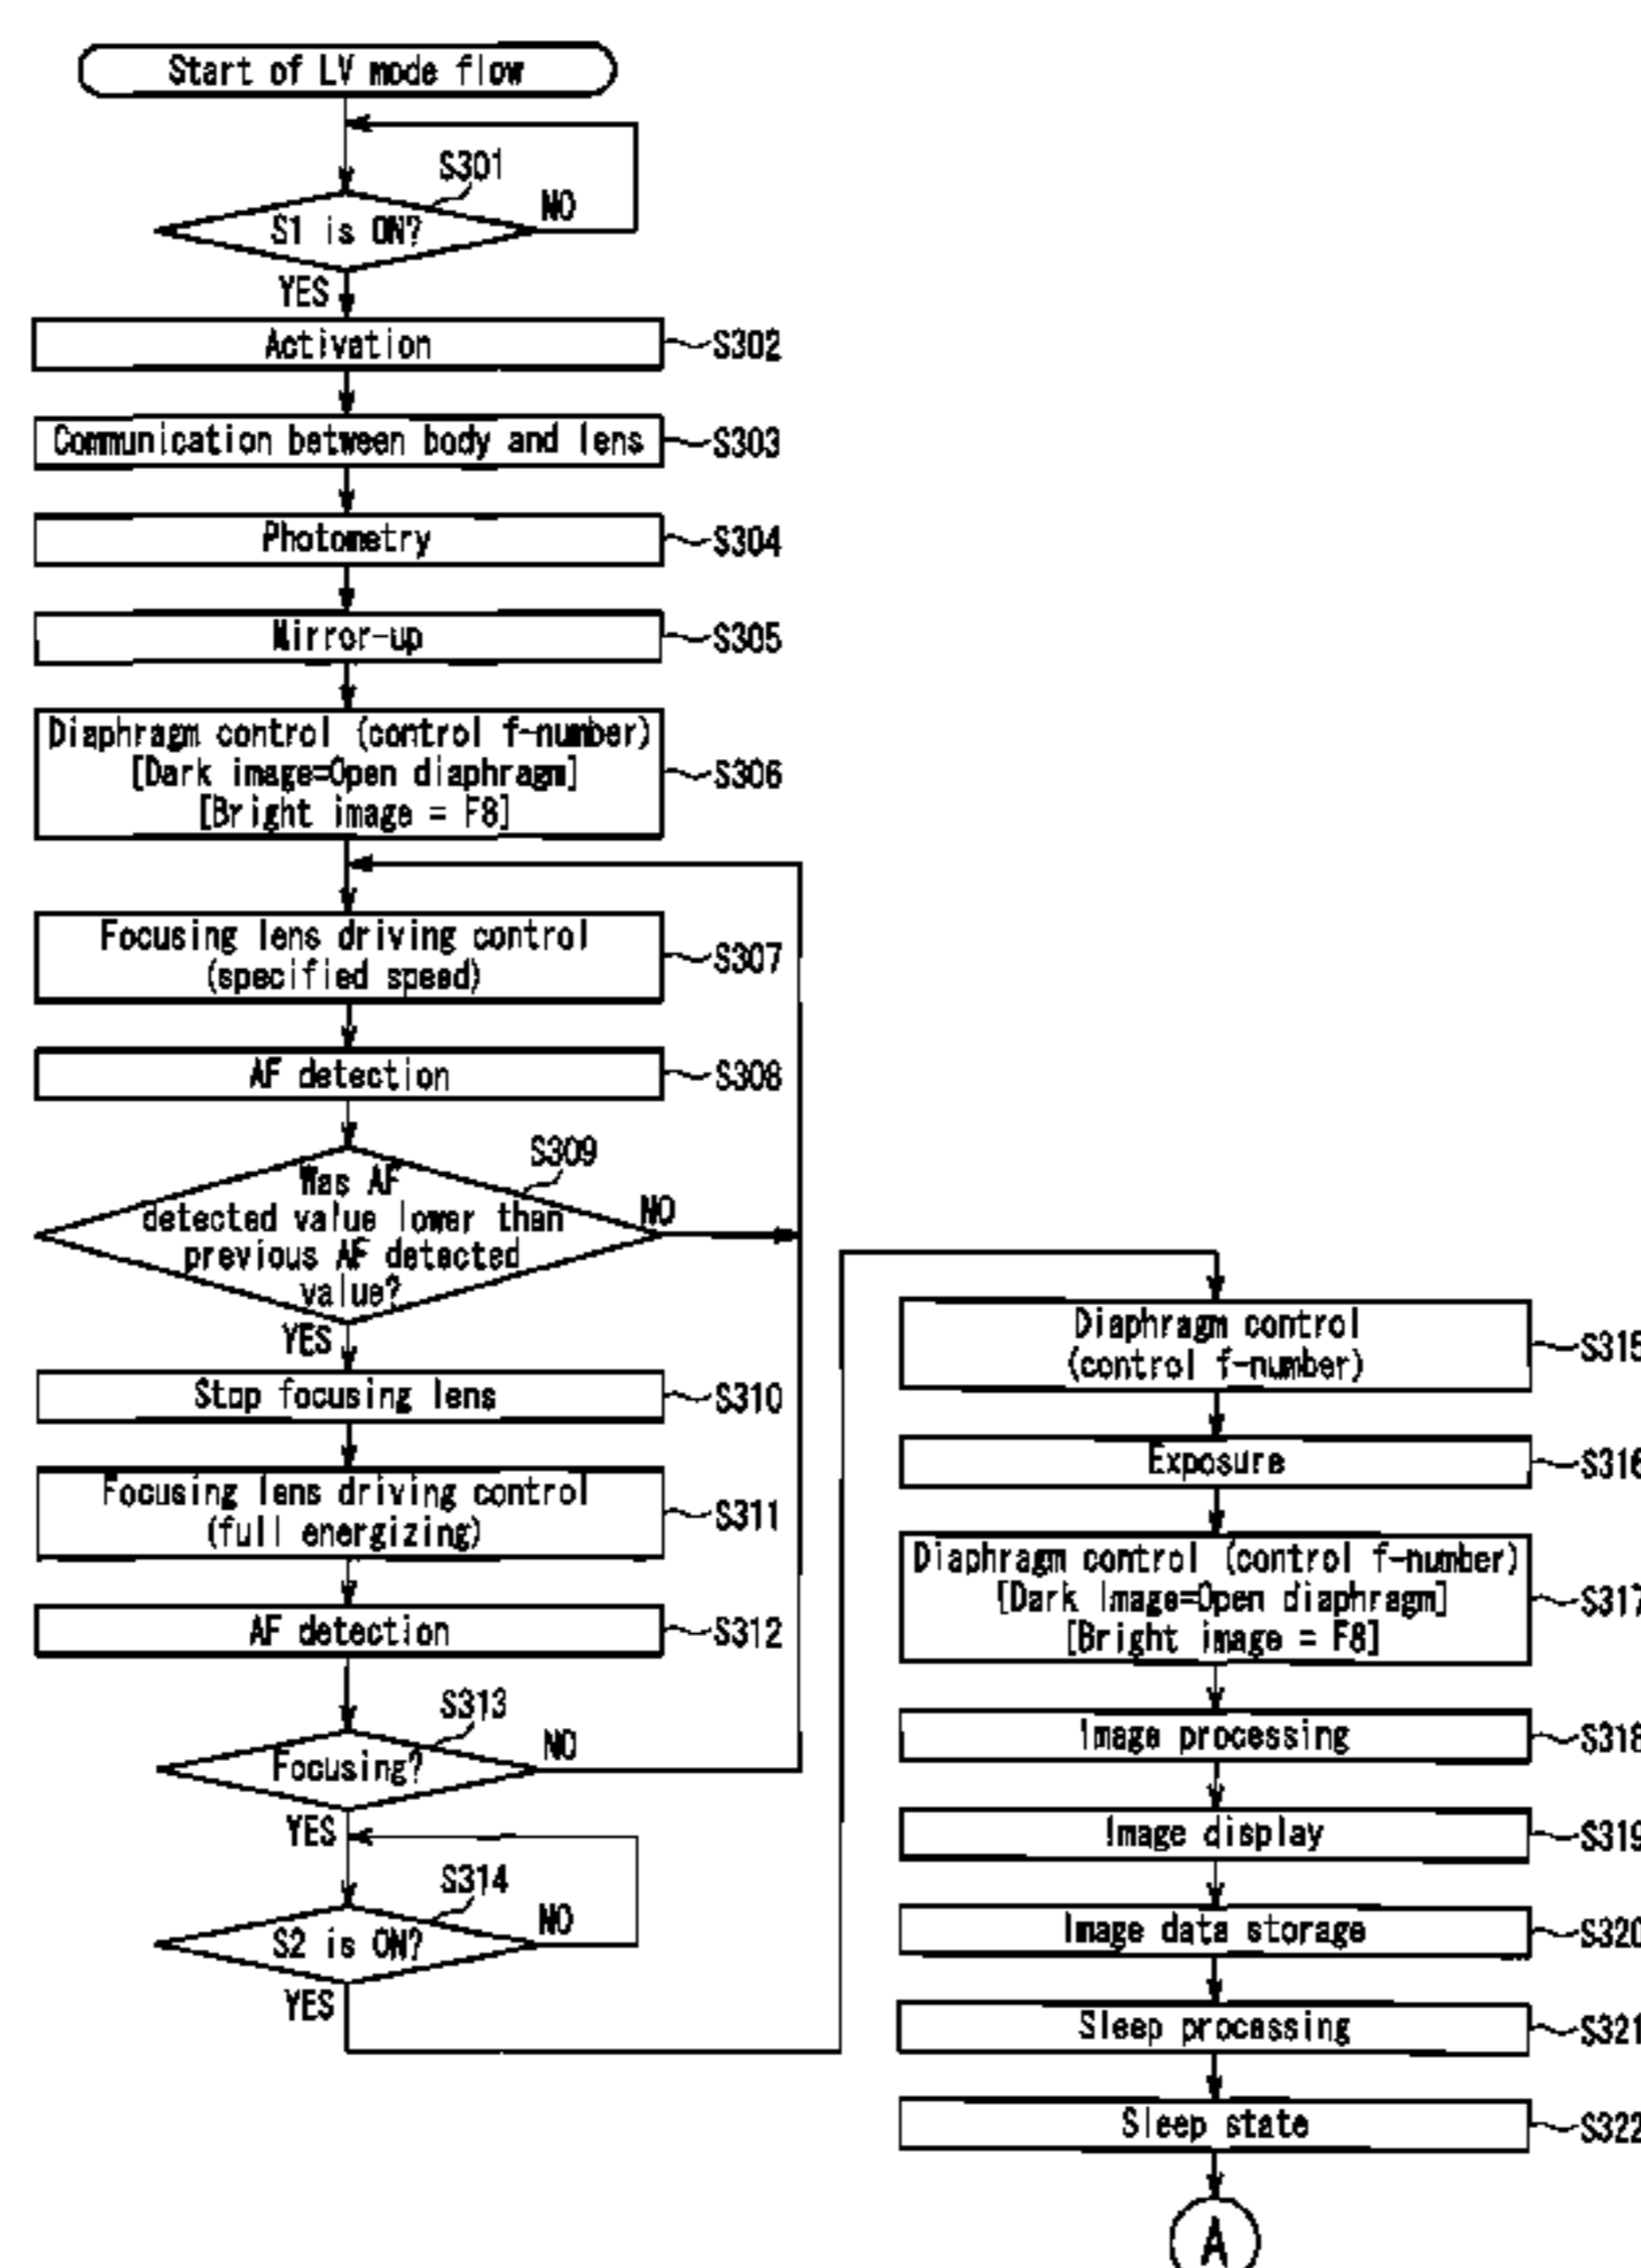 Start of LV mode flow
S301
S1 is ON?
NO
YES
Activation
S302
Communication between body and lens
S303
Photometry
S304
Mirror-up
S305
Diaphragm control (control f-number)
[Dark image=Open diaphragm]
[Bright image = F8]
S306
Focusing lens driving control
(specified speed)
S307
AF detection
S308
S309
Was AF
detected value lower than
previous AF detected
value?
NO
YES
Stop focusing lens
S310
Focusing lens driving control
(full energizing)
S311
AF detection
S312
S313
Focusing?
NO
YES
S314
S2 is ON?
NO
YES
Diaphragm control
(control f-number)
S315
Exposure
S316
Diaphragm control (control f-number)
[Dark image=Open diaphragm]
[Bright image = F8]
S317
Image processing
S318
Image display
S319
Image data storage
S320
Sleep processing
S321
Sleep state
S322
A